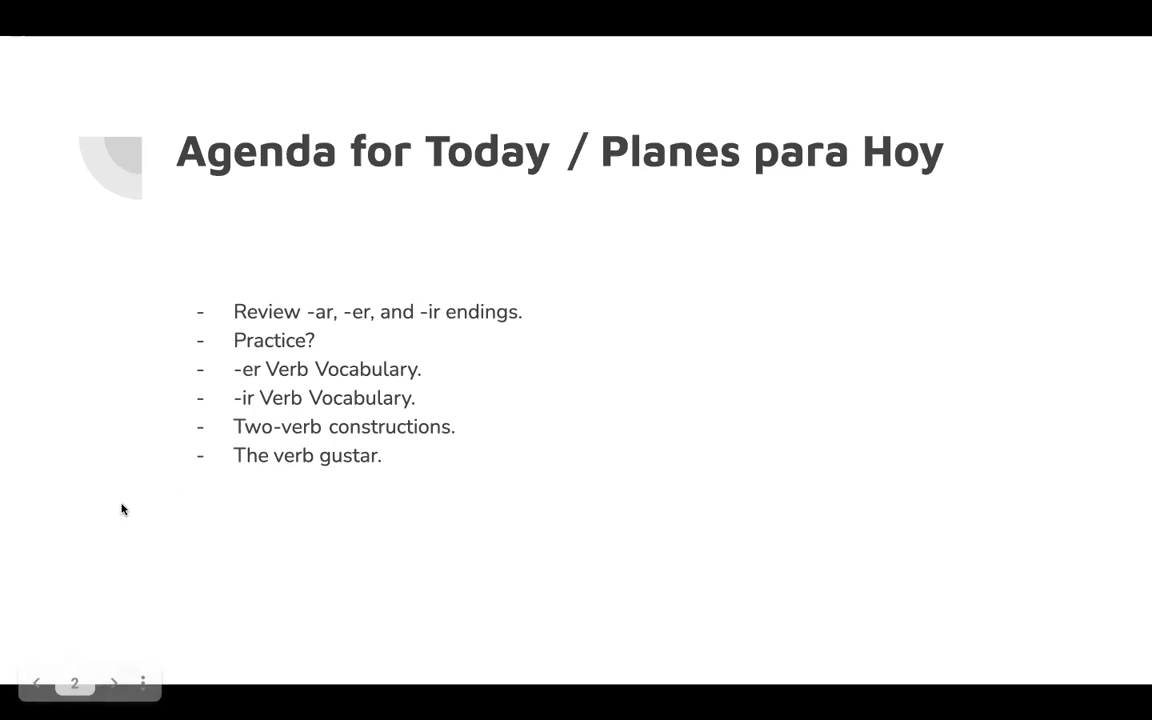 Agenda for Today / Planes para Hoy
- Review -ar, -er, and -ir endings.
- Practice?
- -er Verb Vocabulary.
- -ir Verb Vocabulary.
- Two-verb constructions.
- The verb gustar.
2